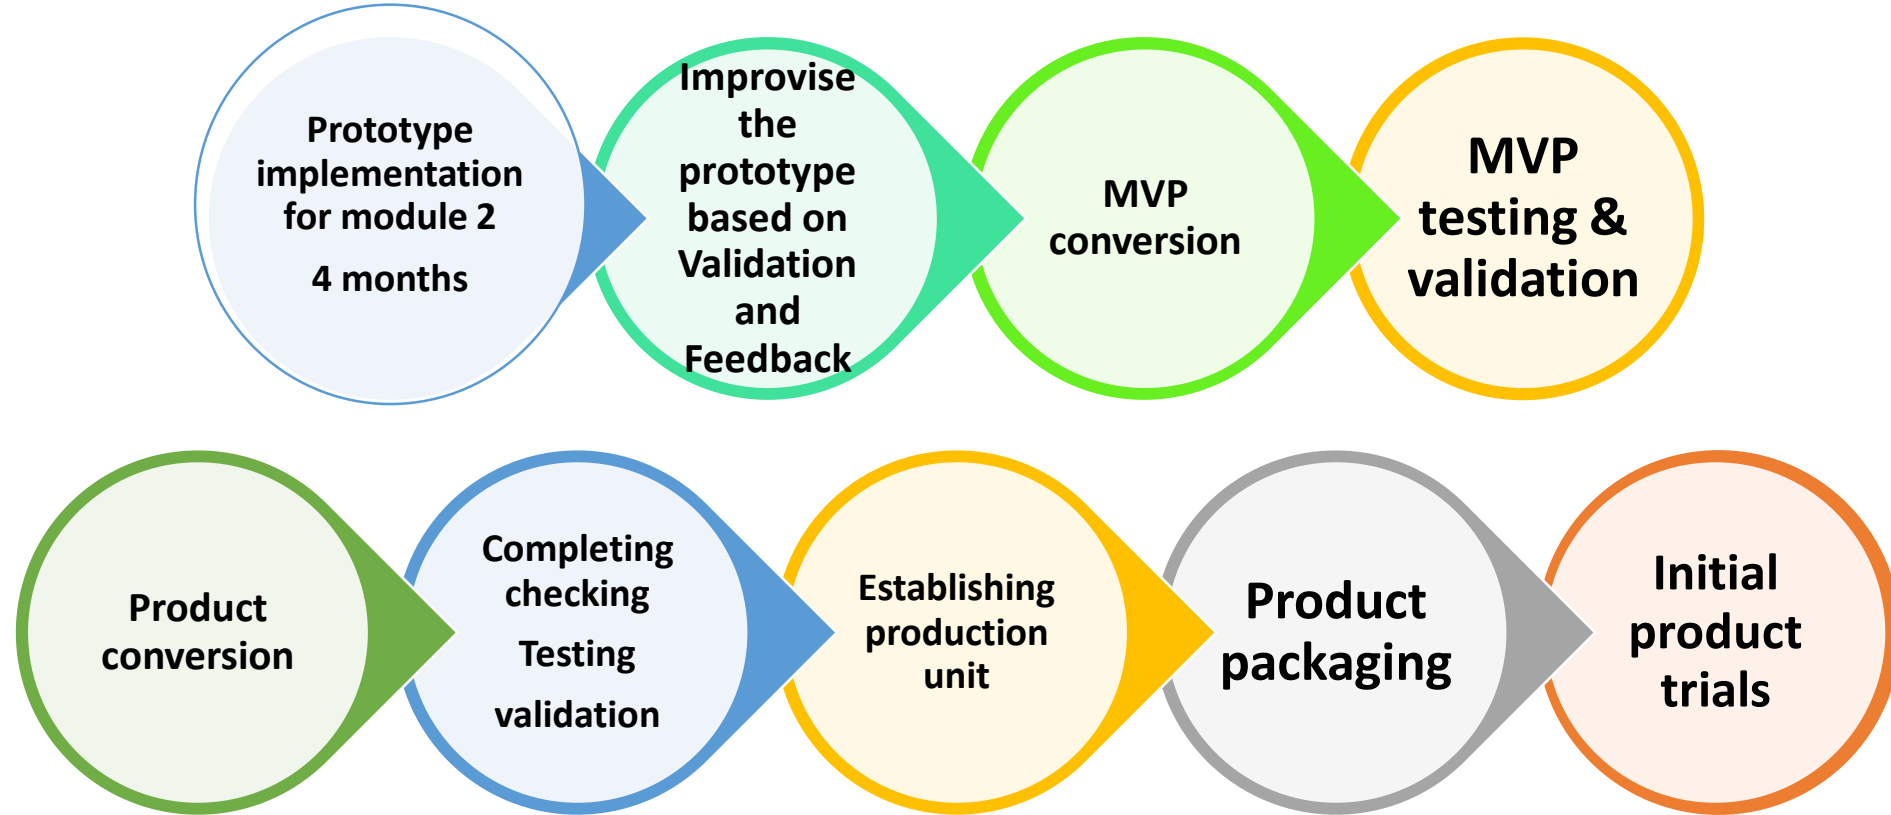 Prototype
implementation
for module 2
4 months
Improvise
the
prototype
based on
Validation
and
Feedback
MVP
conversion
MVP
testing &
validation
Product
conversion
Completing
checking
Testing
validation
Establishing
production
unit
Product
packaging
Initial
product
trials